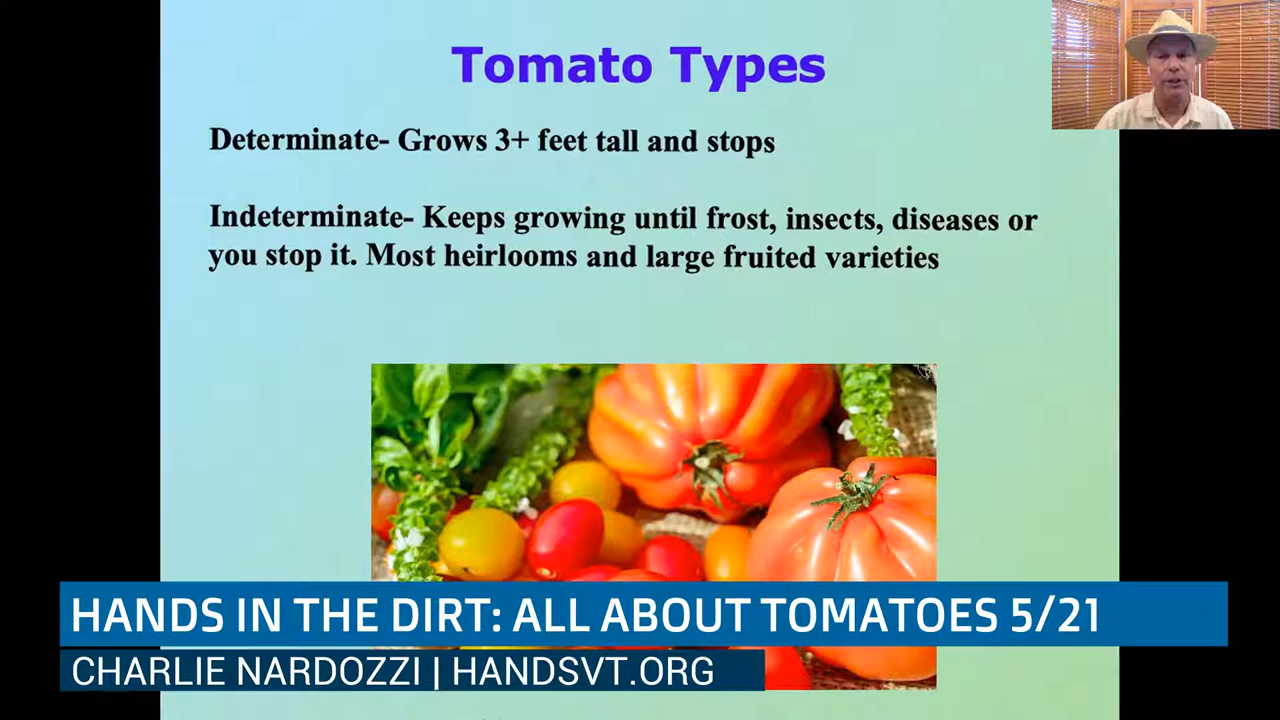 Tomato Types
Determinate- Grows 3+ feet tall and stops
Indeterminate- Keeps growing until frost, insects, diseases or
you stop it. Most heirlooms and large fruited varieties
HANDS IN THE DIRT: ALL ABOUT TOMATOES 5/21
CHARLIE NARDOZZI | HANDSVT.ORG